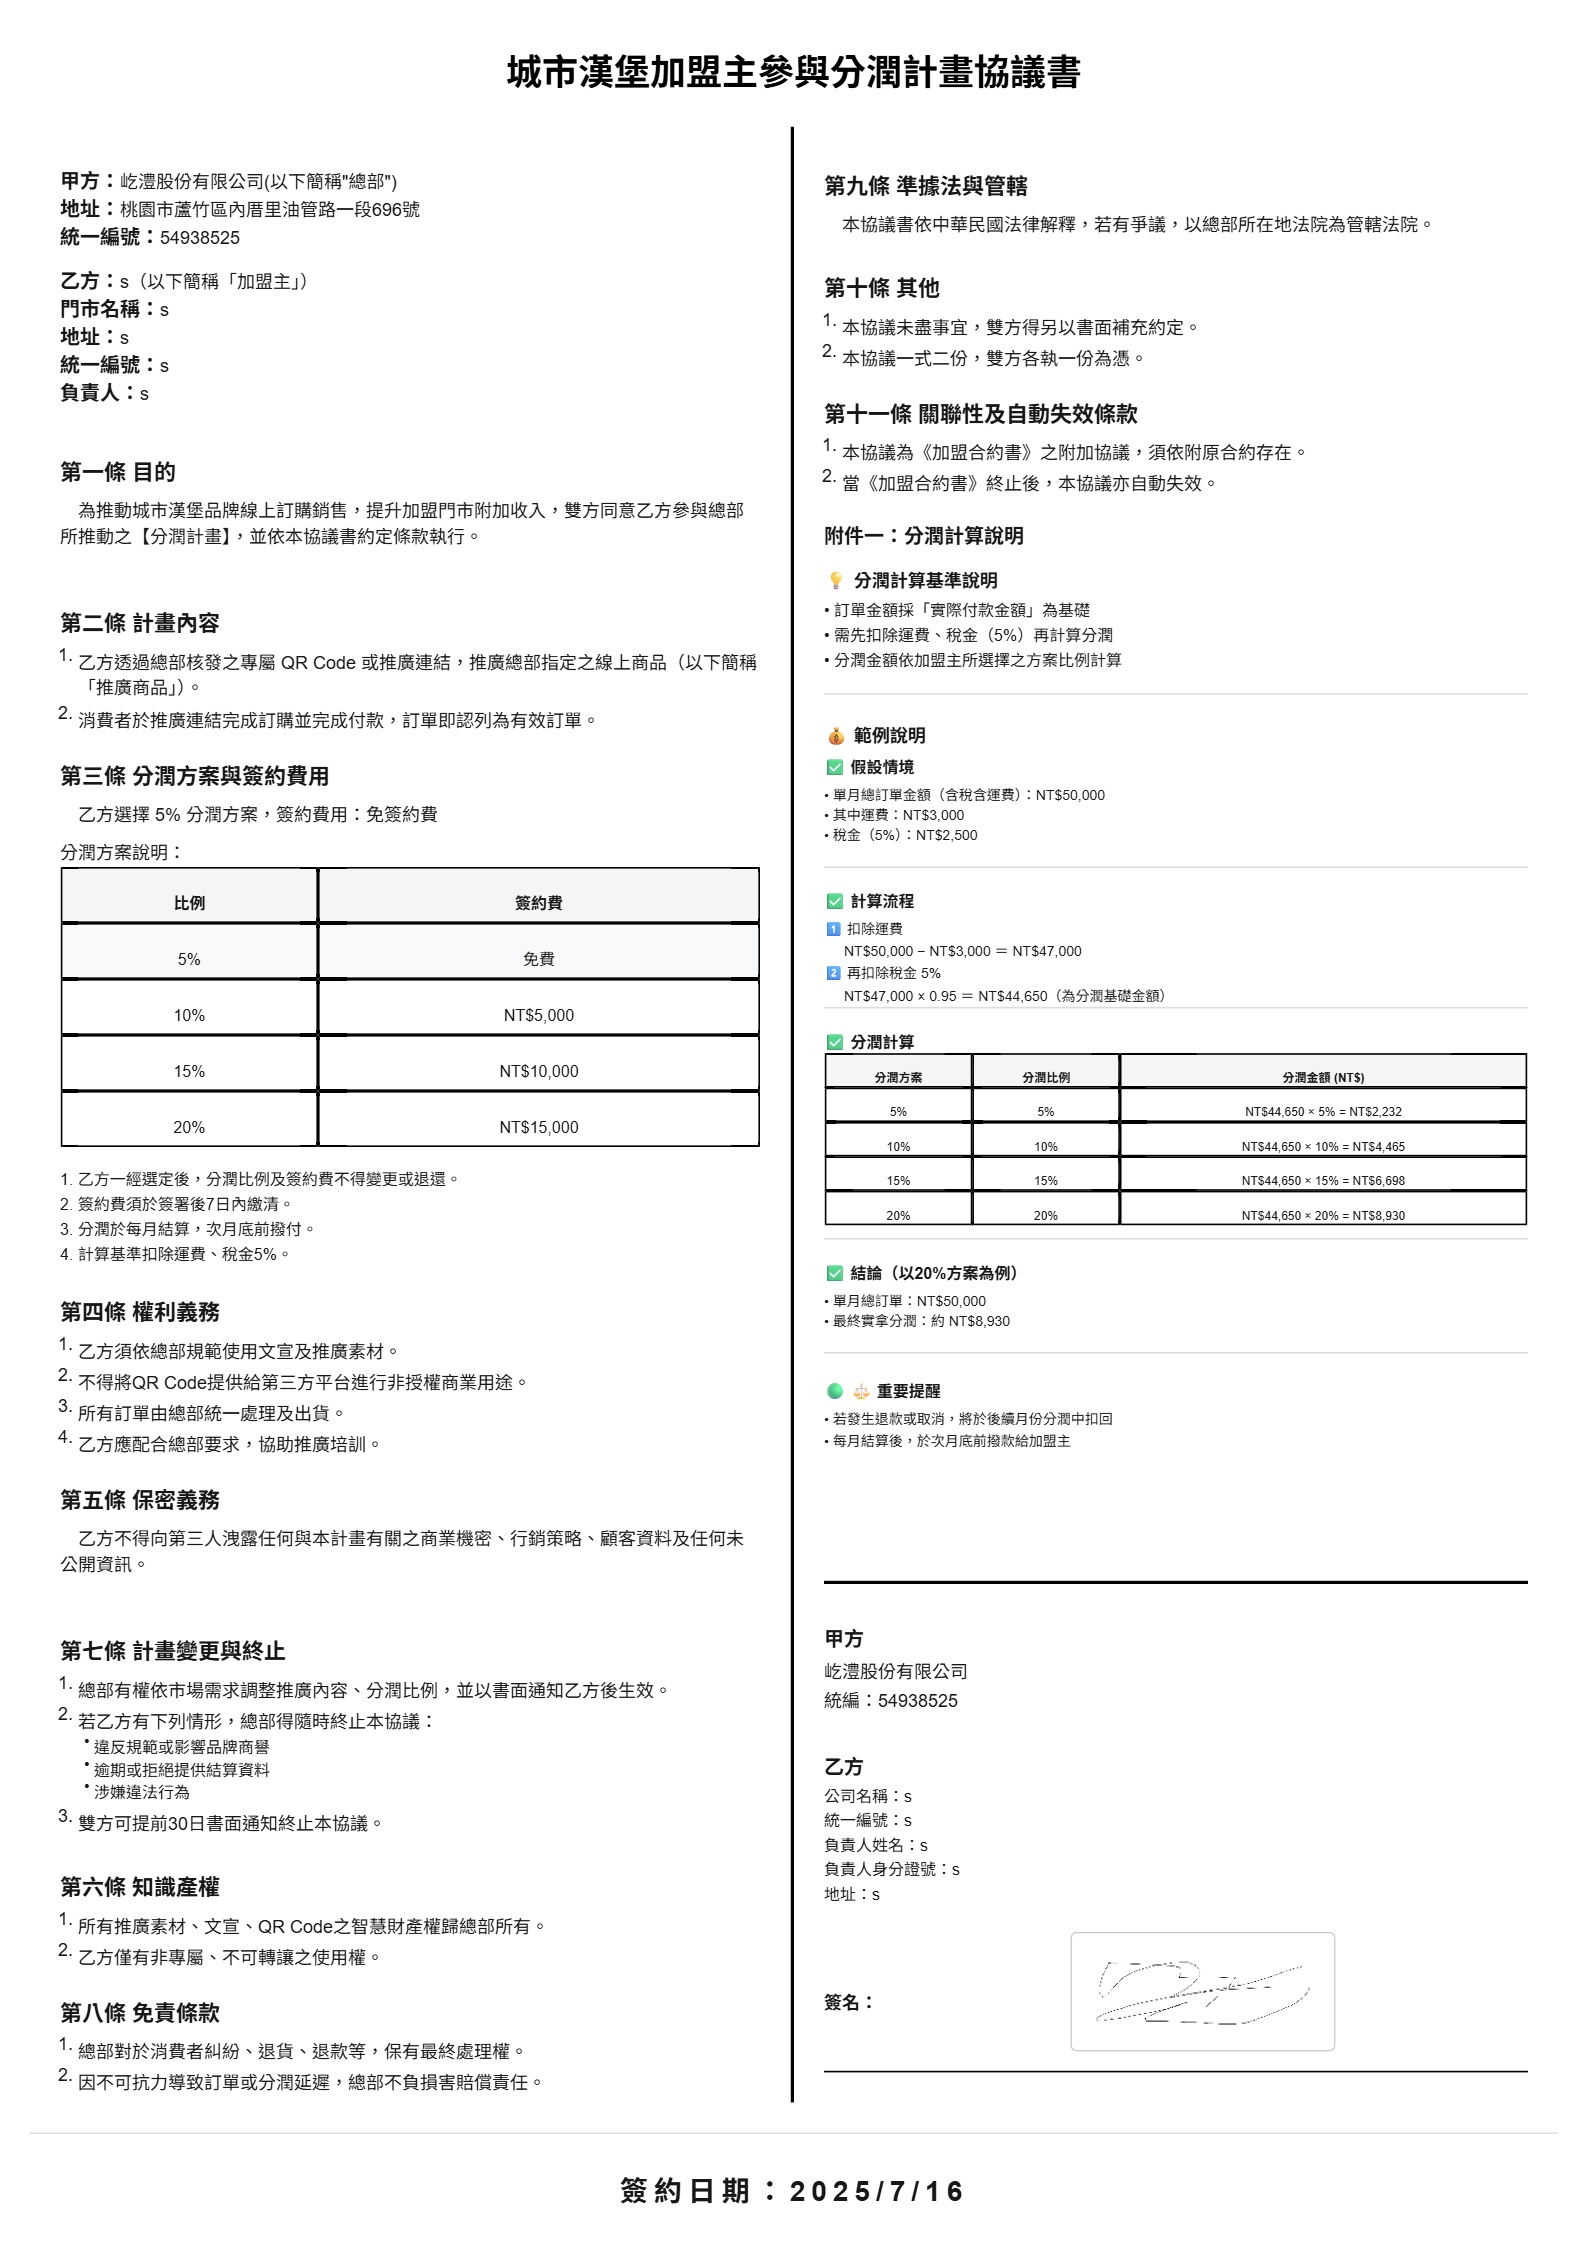 城市漢堡加盟主參與分潤計畫協議書
甲方：屹澧股份有限公司(以下簡稱"總部")
地址：桃園市蘆竹區內厝里油管路一段696號
統一編號：54938525
乙方：s（以下簡稱「加盟主」）
門市名稱：s
地址：s
統一編號：s
負責人：s
第一條 目的
為推動城市漢堡品牌線上訂購銷售，提升加盟門市附加收入，雙方同意乙方參與總部
所推動之【分潤計畫】，並依本協議書約定條款執行。
第二條 計畫內容
1. 乙方透過總部核發之專屬 QR Code 或推廣連結，推廣總部指定之線上商品（以下簡稱
「推廣商品」）。
2. 消費者於推廣連結完成訂購並完成付款，訂單即認列為有效訂單。
第三條 分潤方案與簽約費用
乙方選擇 5% 分潤方案，簽約費用：免簽約費
分潤方案說明：
比例 簽約費
5% 免費
10% NT$5,000
15% NT$10,000
20% NT$15,000
1. 乙方一經選定後，分潤比例及簽約費不得變更或退還。
2. 簽約費須於簽署後7日內繳清。
3. 分潤於每月結算，次月底前撥付。
4. 計算基準扣除運費、稅金5%。
第四條 權利義務
1. 乙方須依總部規範使用文宣及推廣素材。
2. 不得將QR Code提供給第三方平台進行非授權商業用途。
3. 所有訂單由總部統一處理及出貨。
4. 乙方應配合總部要求，協助推廣培訓。
第五條 保密義務
乙方不得向第三人洩露任何與本計畫有關之商業機密、行銷策略、顧客資料及任何未
公開資訊。
第七條 計畫變更與終止
1. 總部有權依市場需求調整推廣內容、分潤比例，並以書面通知乙方後生效。
2. 若乙方有下列情形，總部得隨時終止本協議：
• 違反規範或影響品牌商譽
• 逾期或拒絕提供結算資料
• 涉嫌違法行為
3. 雙方可提前30日書面通知終止本協議。
第六條 知識產權
1. 所有推廣素材、文宣、QR Code之智慧財產權歸總部所有。
2. 乙方僅有非專屬、不可轉讓之使用權。
第八條 免責條款
1. 總部對於消費者糾紛、退貨、退款等，保有最終處理權。
2. 因不可抗力導致訂單或分潤延遲，總部不負損害賠償責任。
第九條 準據法與管轄
本協議書依中華民國法律解釋，若有爭議，以總部所在地法院為管轄法院。
第十條 其他
1. 本協議未盡事宜，雙方得另以書面補充約定。
2. 本協議一式二份，雙方各執一份為憑。
第十一條 關聯性及自動失效條款
1. 本協議為《加盟合約書》之附加協議，須依附原合約存在。
2. 當《加盟合約書》終止後，本協議亦自動失效。
附件一：分潤計算說明
💡 分潤計算基準說明
• 訂單金額採「實際付款金額」為基礎
• 需先扣除運費、稅金（5%）再計算分潤
• 分潤金額依加盟主所選擇之方案比例計算
💰 範例說明
✅ 假設情境
• 單月總訂單金額（含稅含運費）：NT$50,000
• 其中運費：NT$3,000
• 稅金（5%）：NT$2,500
✅ 計算流程
1️⃣ 扣除運費
NT$50,000 − NT$3,000 ＝ NT$47,000
2️⃣ 再扣除稅金 5%
NT$47,000 × 0.95 ＝ NT$44,650（為分潤基礎金額）
✅ 分潤計算
分潤方案 分潤比例 分潤金額 (NT$)
5% 5% NT$44,650 × 5% = NT$2,232
10% 10% NT$44,650 × 10% = NT$4,465
15% 15% NT$44,650 × 15% = NT$6,698
20% 20% NT$44,650 × 20% = NT$8,930
✅ 結論（以20%方案為例）
• 單月總訂單：NT$50,000
• 最終實拿分潤：約 NT$8,930
🟢 ⚖️ 重要提醒
• 若發生退款或取消，將於後續月份分潤中扣回
• 每月結算後，於次月底前撥款給加盟主
甲方
屹澧股份有限公司
統編：54938525
乙方
公司名稱：s
統一編號：s
負責人姓名：s
負責人身分證號：s
地址：s
簽名：
簽約日期：2025/7/16